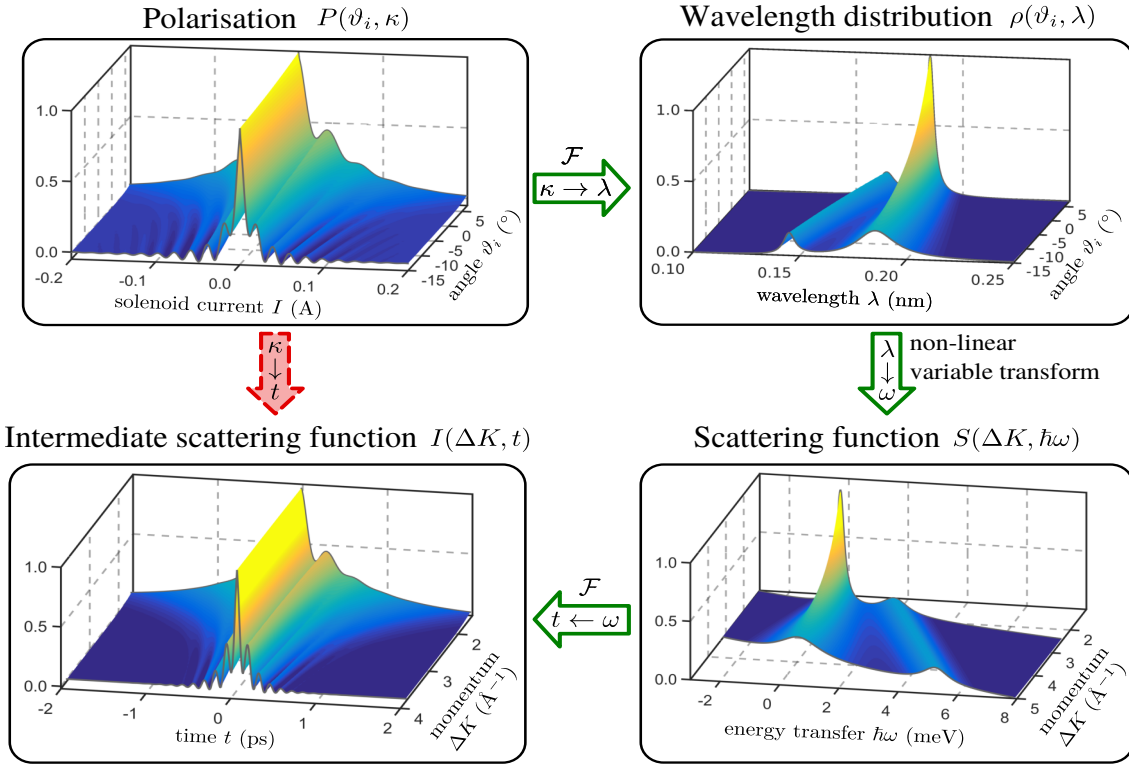 Polarisation P(ϑᵢ, κ)
1.0
0.5
0.0
-0.2
-0.1
0.0
0.1
0.2
solenoid current I (A)
5
0
-5
-10
-15
angle ϑᵢ (°)
ℱ
κ → λ
Wavelength distribution ρ(ϑᵢ, λ)
1.0
0.5
0.0
0.10
0.15
0.20
0.25
wavelength λ (nm)
5
0
-5
-10
-15
angle ϑᵢ (°)
κ
↓
t
λ
↓
ω
non-linear
variable transform
Intermediate scattering function I(ΔK, t)
1.0
0.5
0.0
-2
-1
0
1
2
time t (ps)
2
3
4
momentum
ΔK (Å⁻¹)
ℱ
t ← ω
Scattering function S(ΔK, ħω)
1.0
0.5
0.0
-2
0
2
4
6
8
energy transfer ħω (meV)
2
3
4
5
momentum
ΔK (Å⁻¹)